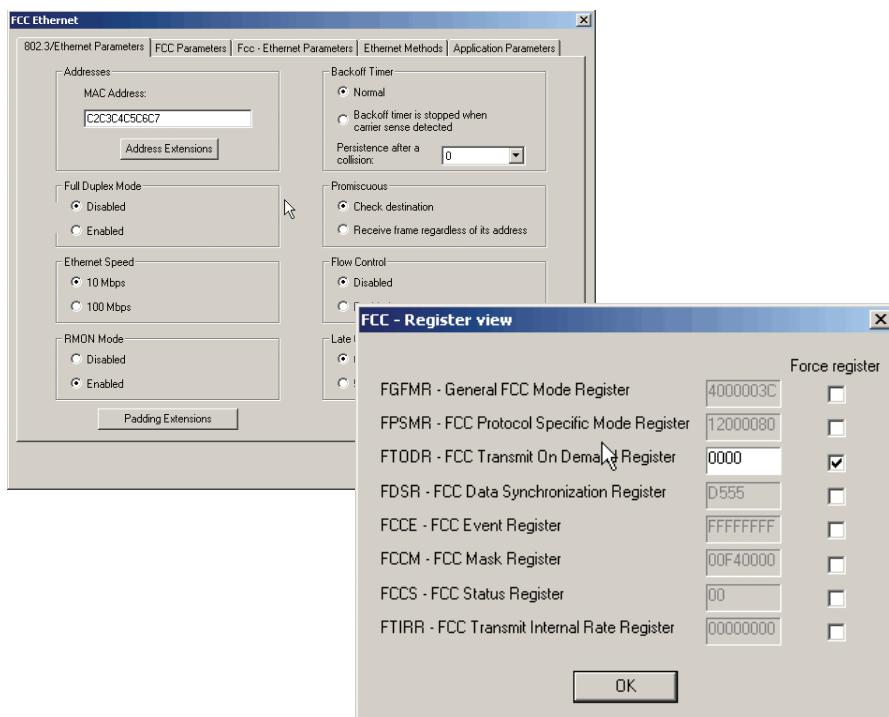 FCC Ethernet
802.3/Ethernet Parameters
FCC Parameters
Fcc - Ethernet Parameters
Ethernet Methods
Application Parameters
Addresses
MAC Address:
C2C3C4C5C6C7
Address Extensions
Backoff Timer
Normal
Backoff timer is stopped when
carrier sense detected
Persistence after a
collision:
0
Full Duplex Mode
Disabled
Enabled
Promiscuous
Check destination
Receive frame regardless of its address
Ethernet Speed
10 Mbps
100 Mbps
Flow Control
Disabled
RMON Mode
Disabled
Enabled
Late
Padding Extensions
FCC - Register view
Force register
FGFMR - General FCC Mode Register 4000003C
FPSMR - FCC Protocol Specific Mode Register 12000080
FTODR - FCC Transmit On Demand Register 0000
FDSR - FCC Data Synchronization Register D555
FCCE - FCC Event Register FFFFFFFF
FCCM - FCC Mask Register 00F40000
FCCS - FCC Status Register 00
FTIRR - FCC Transmit Internal Rate Register 00000000
OK